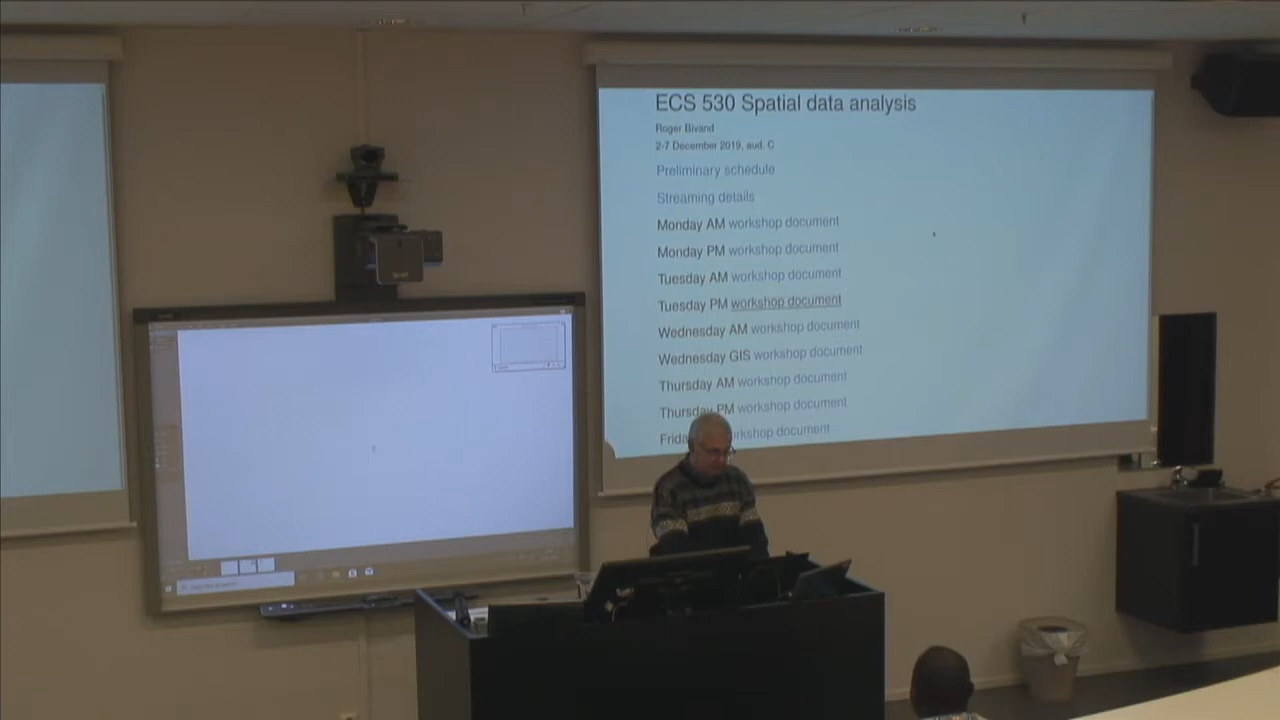 ECS 530 Spatial data analysis
Roger Bivand
2-7 December 2019, aud. C
Preliminary schedule
Streaming details
Monday AM workshop document
Monday PM workshop document
Tuesday AM workshop document
Tuesday PM workshop document
Wednesday AM workshop document
Wednesday GIS workshop document
Thursday AM workshop document
Thursday PM workshop document
document